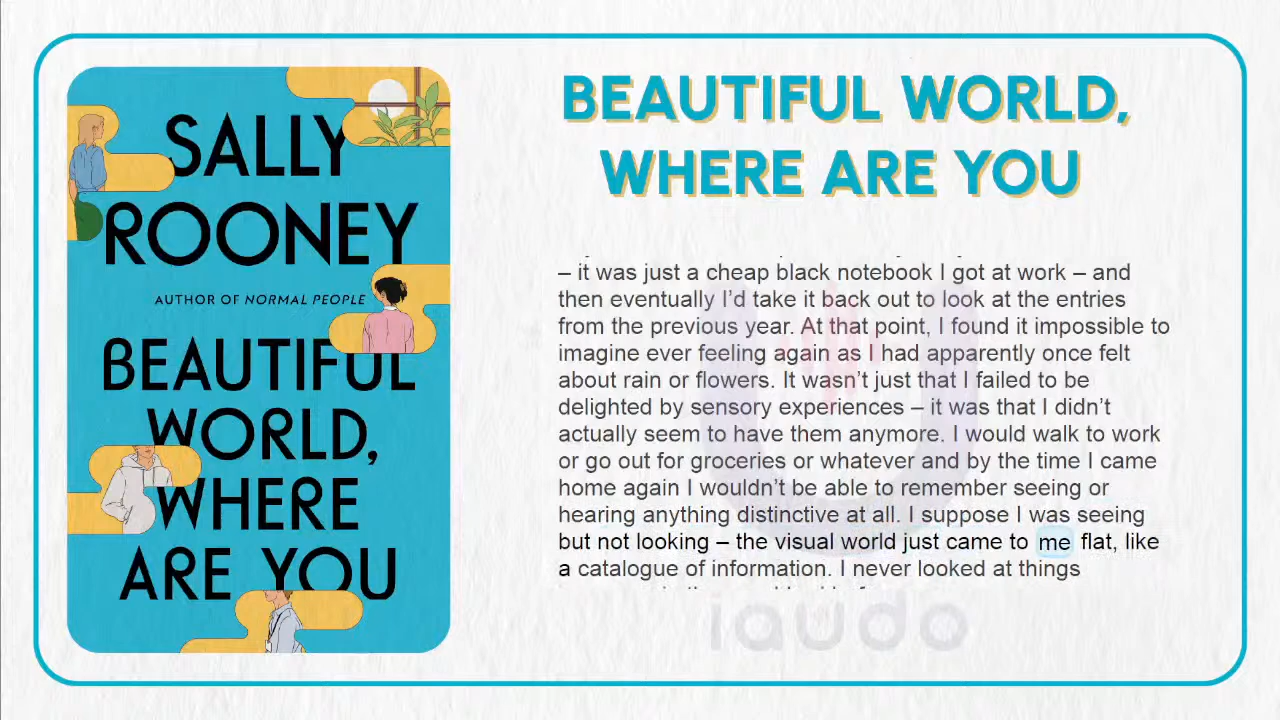 SALLY
ROONEY
AUTHOR OF NORMAL PEOPLE
BEAUTIFUL
WORLD,
WHERE
ARE YOU
BEAUTIFUL WORLD,
WHERE ARE YOU
– it was just a cheap black notebook I got at work – and
then eventually I’d take it back out to look at the entries
from the previous year. At that point, I found it impossible to
imagine ever feeling again as I had apparently once felt
about rain or flowers. It wasn’t just that I failed to be
delighted by sensory experiences – it was that I didn’t
actually seem to have them anymore. I would walk to work
or go out for groceries or whatever and by the time I came
home again I wouldn’t be able to remember seeing or
hearing anything distinctive at all. I suppose I was seeing
but not looking – the visual world just came to me flat, like
a catalogue of information. I never looked at things
iaudo